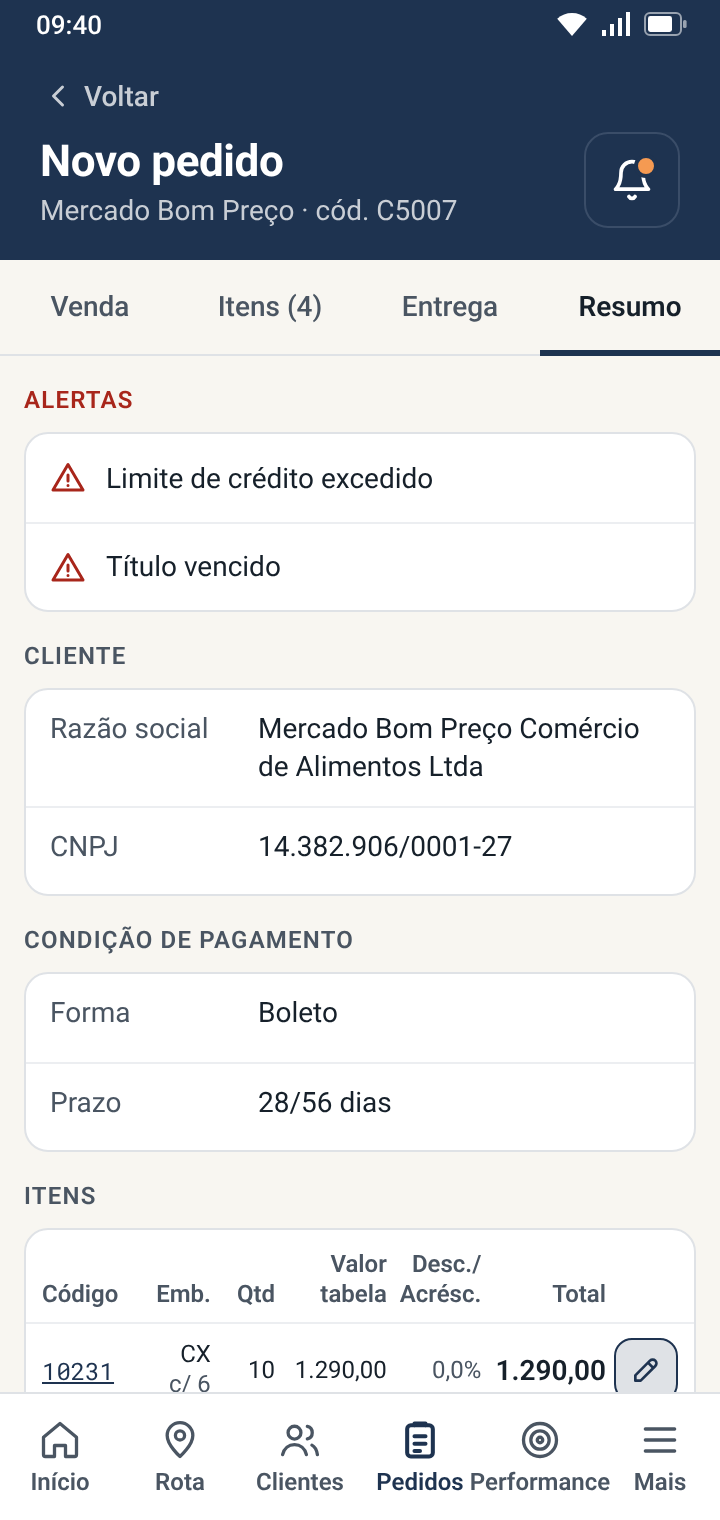 09:40
Voltar
Novo pedido
Mercado Bom Preço · cód. C5007
Venda Itens (4) Entrega Resumo
ALERTAS
Limite de crédito excedido
Título vencido
CLIENTE
Razão social Mercado Bom Preço Comércio
de Alimentos Ltda
CNPJ 14.382.906/0001-27
CONDIÇÃO DE PAGAMENTO
Forma Boleto
Prazo 28/56 dias
ITENS
Valor Desc./
Código Emb. Qtd tabela Acrésc. Total
CX
10231 10 1.290,00 0,0% 1.290,00
c/ 6
Início Rota Clientes Pedidos Performance Mais